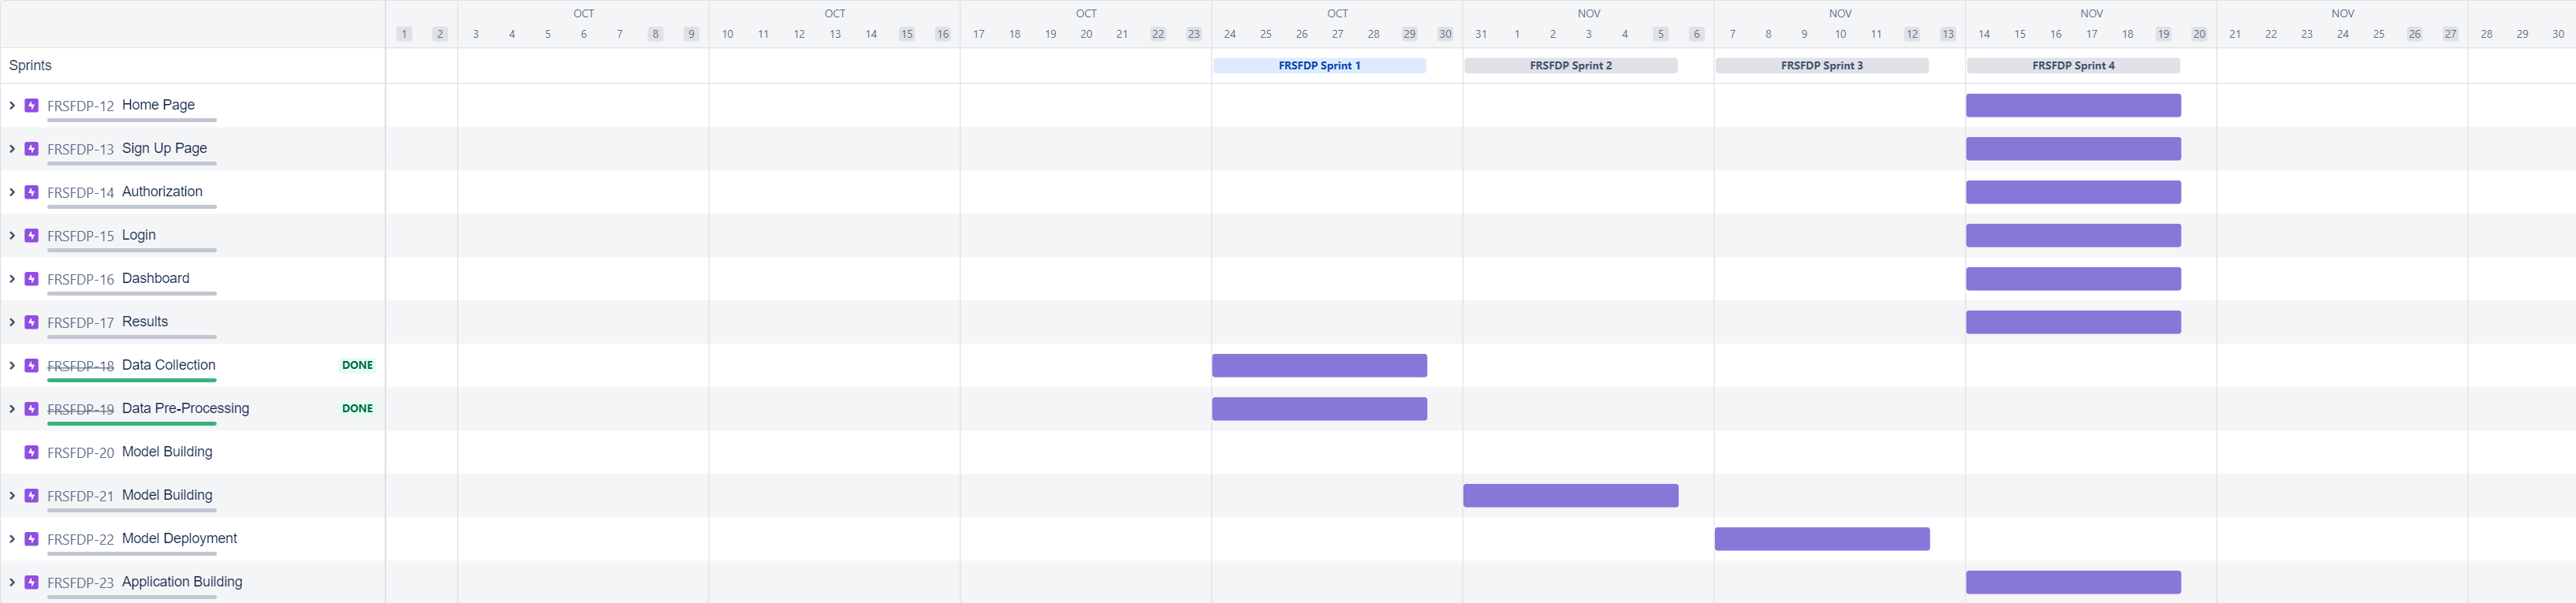 OCT OCT OCT OCT NOV NOV NOV NOV
1 2 3 4 5 6 7 8 9 10 11 12 13 14 15 16 17 18 19 20 21 22 23 24 25 26 27 28 29 30 31 1 2 3 4 5 6 7 8 9 10 11 12 13 14 15 16 17 18 19 20 21 22 23 24 25 26 27 28 29 30
Sprints FRSFDP Sprint 1 FRSFDP Sprint 2 FRSFDP Sprint 3 FRSFDP Sprint 4
FRSFDP-12 Home Page
FRSFDP-13 Sign Up Page
FRSFDP-14 Authorization
FRSFDP-15 Login
FRSFDP-16 Dashboard
FRSFDP-17 Results
FRSFDP-18 Data Collection DONE
FRSFDP-19 Data Pre-Processing DONE
FRSFDP-20 Model Building
FRSFDP-21 Model Building
FRSFDP-22 Model Deployment
FRSFDP-23 Application Building